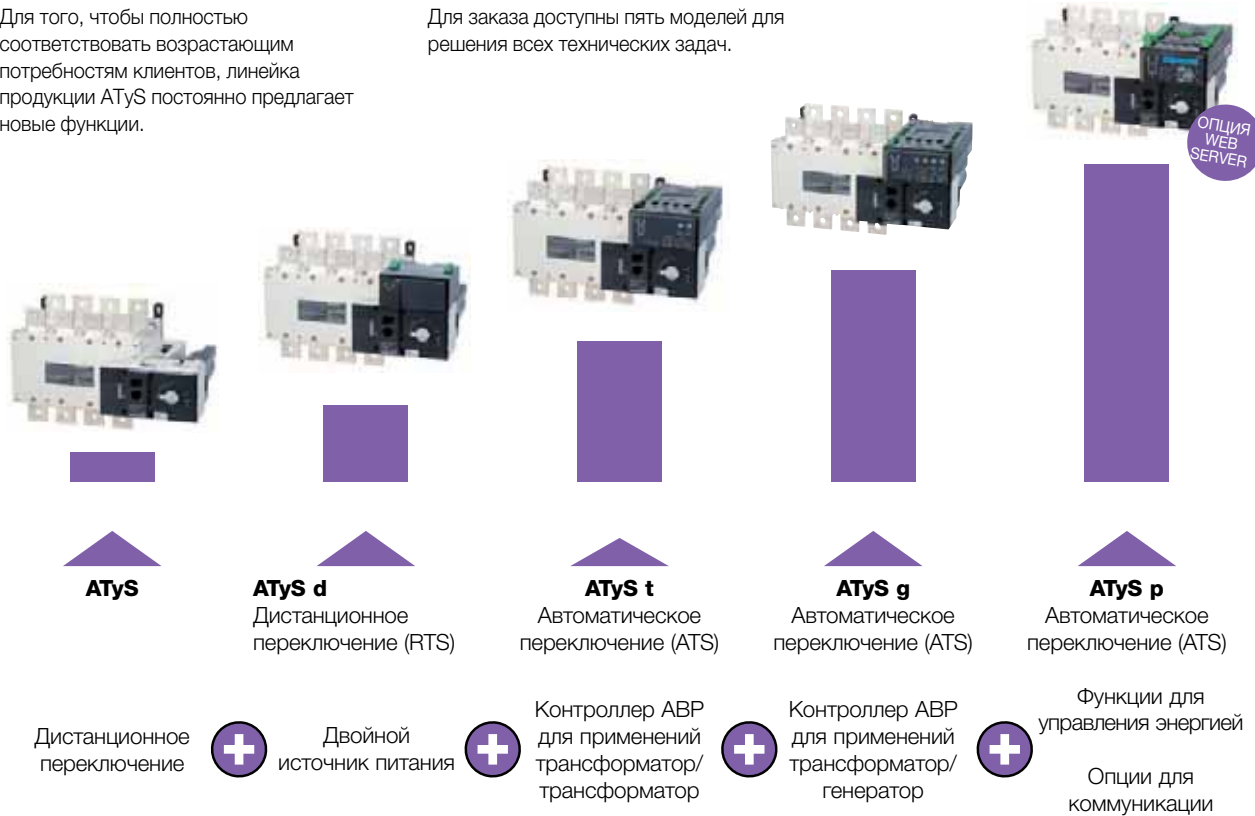 Для того, чтобы полностью
соответствовать возрастающим
потребностям клиентов, линейка
продукции ATyS постоянно предлагает
новые функции.
Для заказа доступны пять моделей для
решения всех технических задач.
ОПЦИЯ
WEB
SERVER
ATyS
ATyS d
Дистанционное
переключение (RTS)
ATyS t
Автоматическое
переключение (ATS)
ATyS g
Автоматическое
переключение (ATS)
ATyS p
Автоматическое
переключение (ATS)
Дистанционное
переключение
Двойной
источник питания
Контроллер АВР
для применений
трансформатор/
трансформатор
Контроллер АВР
для применений
трансформатор/
генератор
Функции для
управления энергией
Опции для
коммуникации